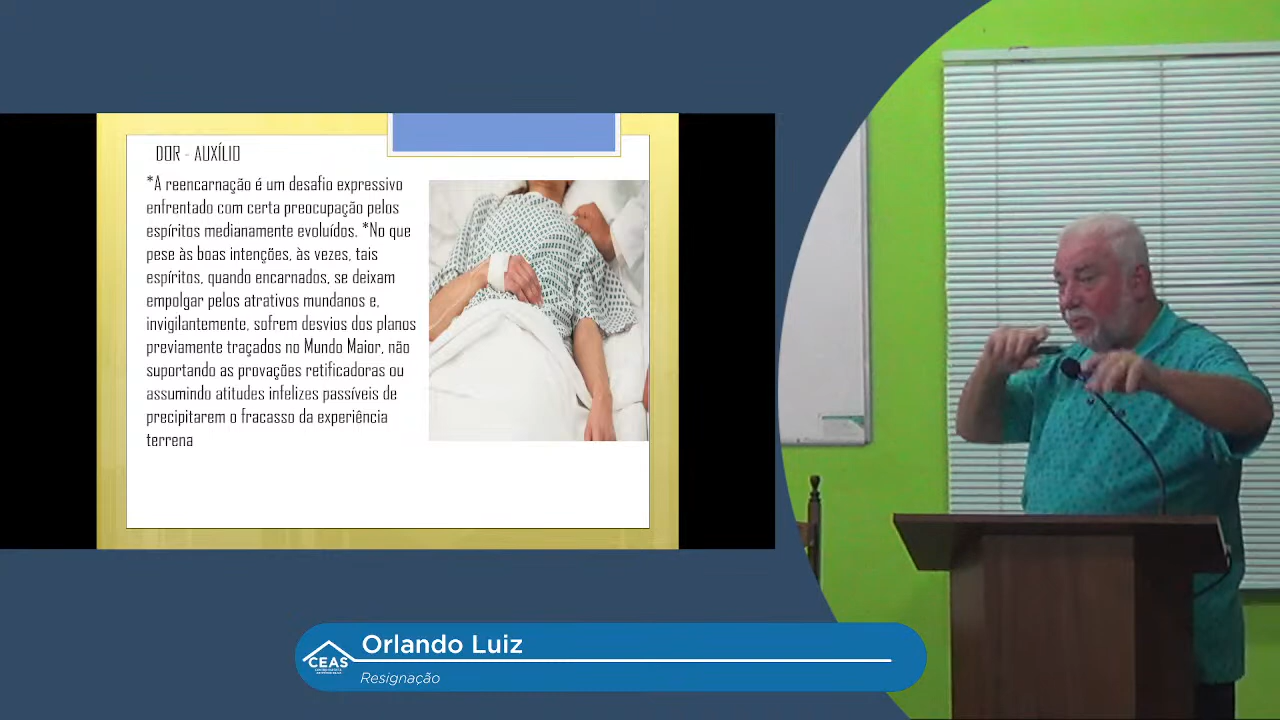 DOR - AUXÍLIO
*A reencarnação é um desafio expressivo
enfrentado com certa preocupação pelos
espíritos medianamente evoluídos. *No que
pese às boas intenções, às vezes, tais
espíritos, quando encarnados, se deixam
empolgar pelos atrativos mundanos e,
invigilantemente, sofrem desvios dos planos
previamente traçados no Mundo Maior, não
suportando as provações retificadoras ou
assumindo atitudes infelizes passíveis de
precipitarem o fracasso da experiência
terrena
Orlando Luiz
CEAS
Resignação